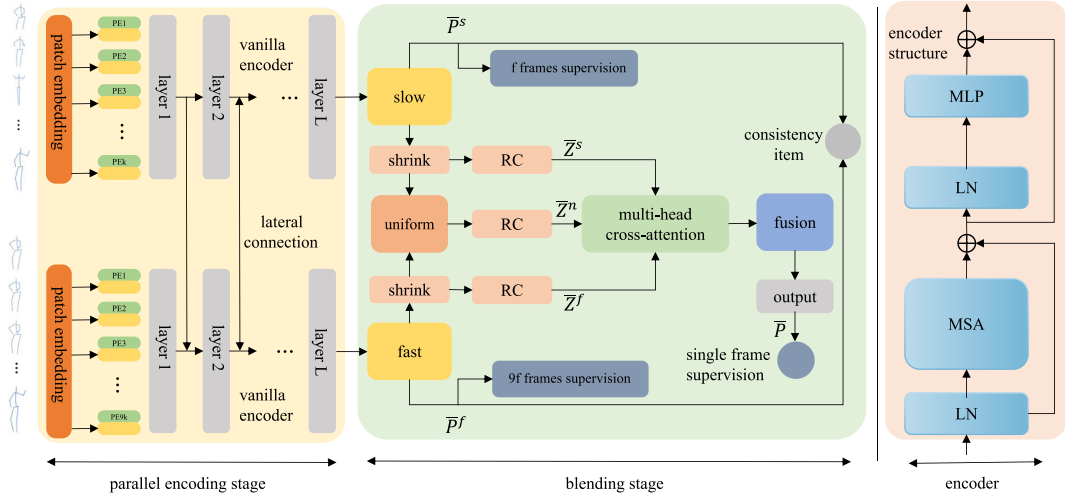 patch embedding
PE1
PE2
PE3
...
PEk
layer 1
layer 2
vanilla
encoder
...
layer L
lateral
connection
patch embedding
PE1
PE2
PE3
...
PE9k
layer 1
layer 2
vanilla
encoder
...
layer L
...
...
parallel encoding stage
P̅ˢ
f frames supervision
slow
shrink
RC
Z̅ˢ
uniform
RC
Z̅ⁿ
shrink
RC
Z̅ᶠ
fast
9f frames supervision
P̅ᶠ
multi-head
cross-attention
fusion
output
P̅
single frame
supervision
consistency
item
blending stage
encoder
structure
MLP
LN
MSA
LN
encoder